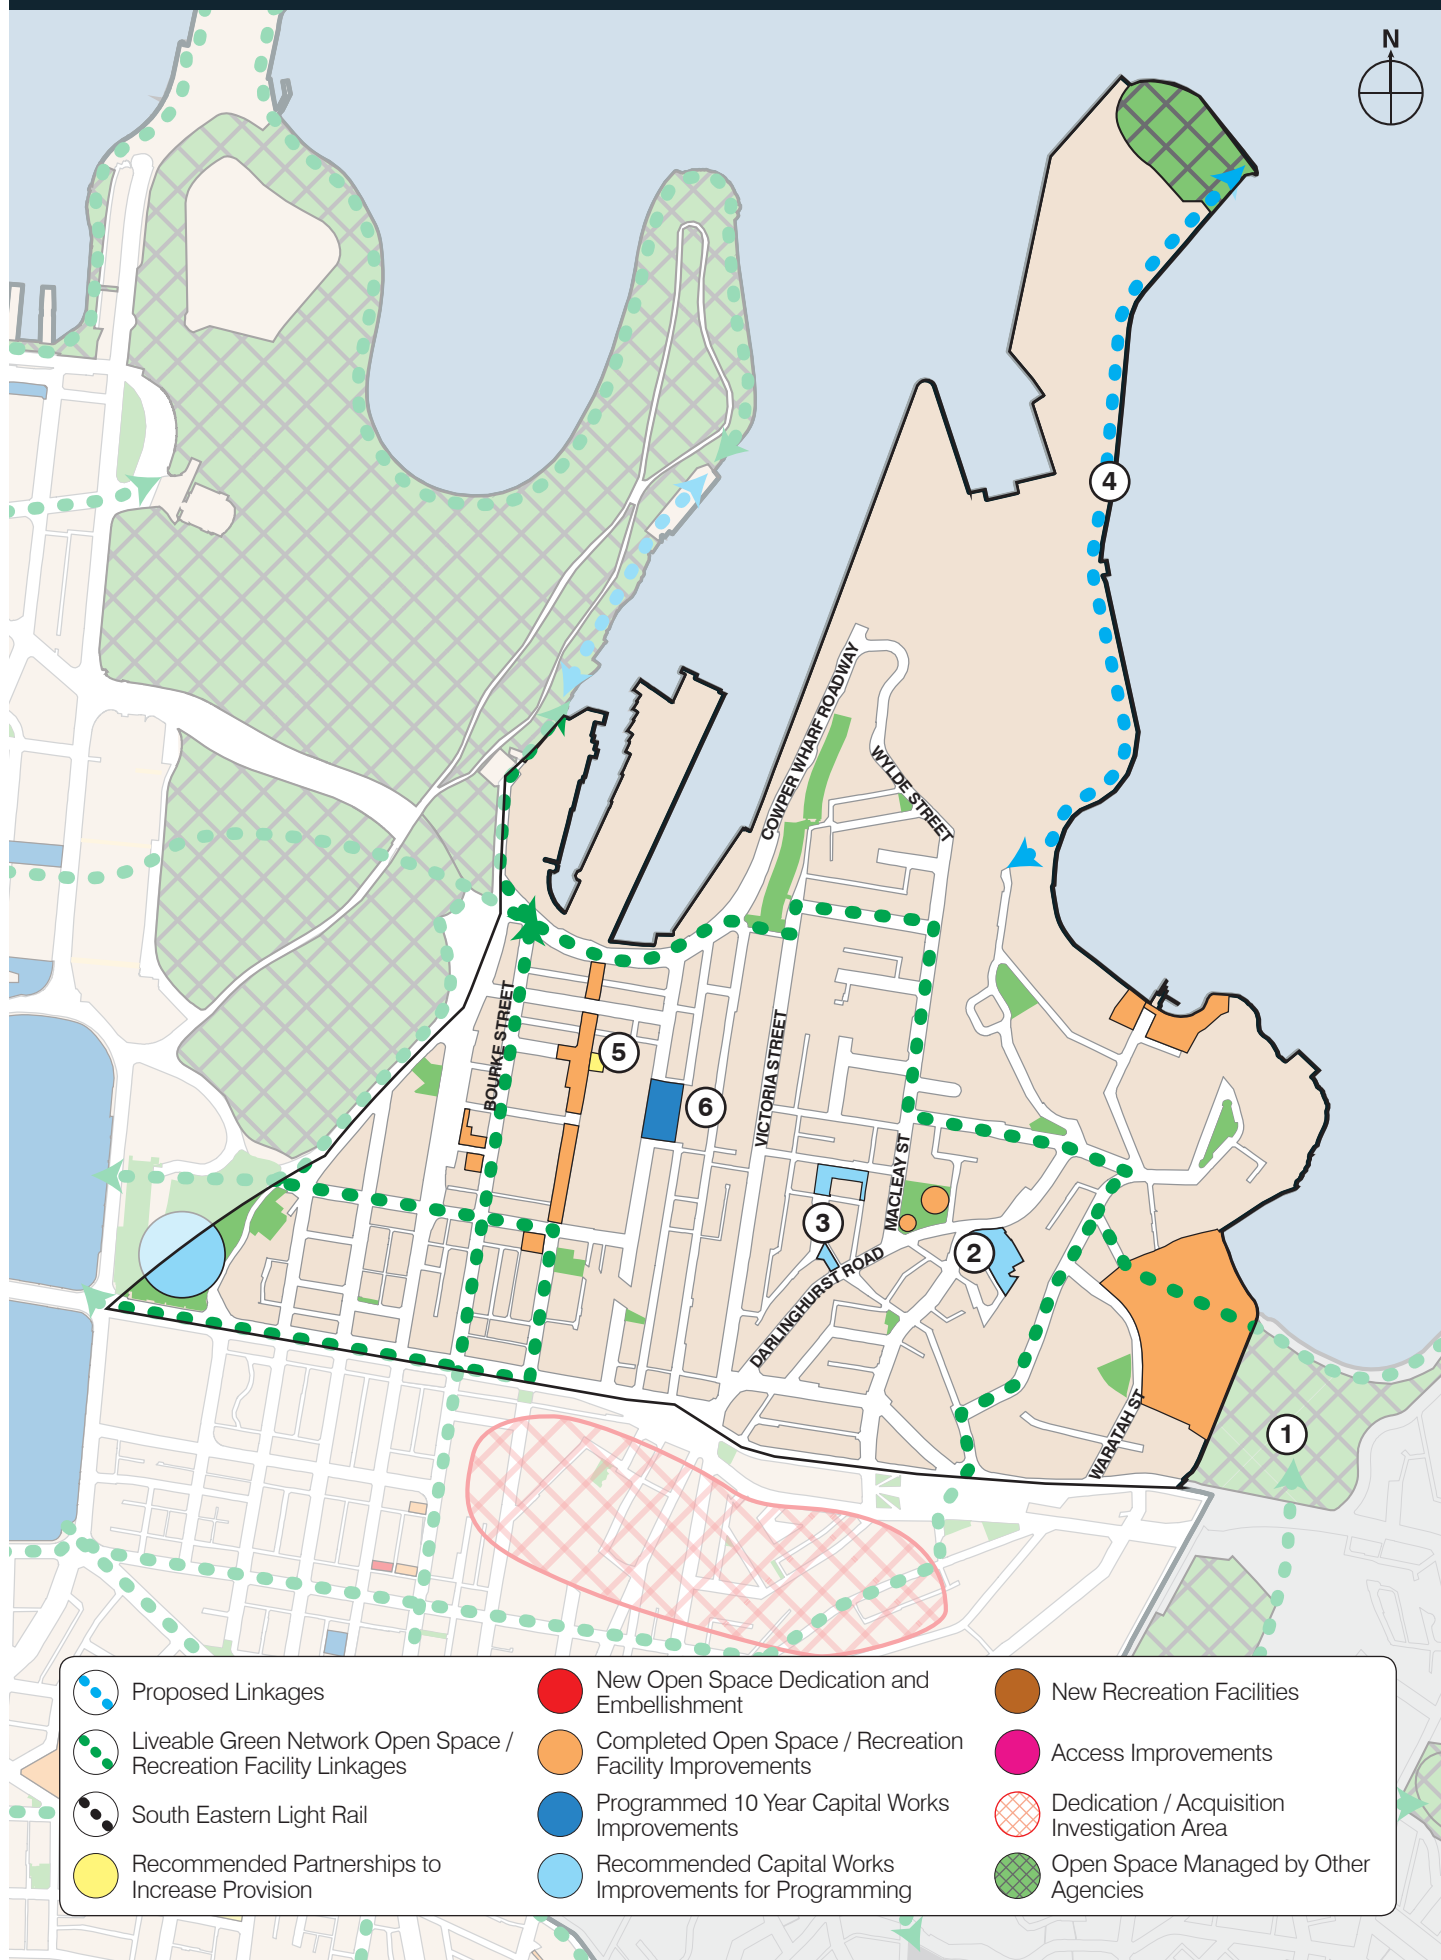 N
4
COWPER WHARF ROADWAY
WYLDE STREET
BOURKE STREET
5
6
VICTORIA STREET
MACLEAY ST
3
2
DARLINGHURST ROAD
WARATAH ST
1
Proposed Linkages
Liveable Green Network Open Space /
Recreation Facility Linkages
South Eastern Light Rail
Recommended Partnerships to
Increase Provision
New Open Space Dedication and
Embellishment
Completed Open Space / Recreation
Facility Improvements
Programmed 10 Year Capital Works
Improvements
Recommended Capital Works
Improvements for Programming
New Recreation Facilities
Access Improvements
Dedication / Acquisition
Investigation Area
Open Space Managed by Other
Agencies